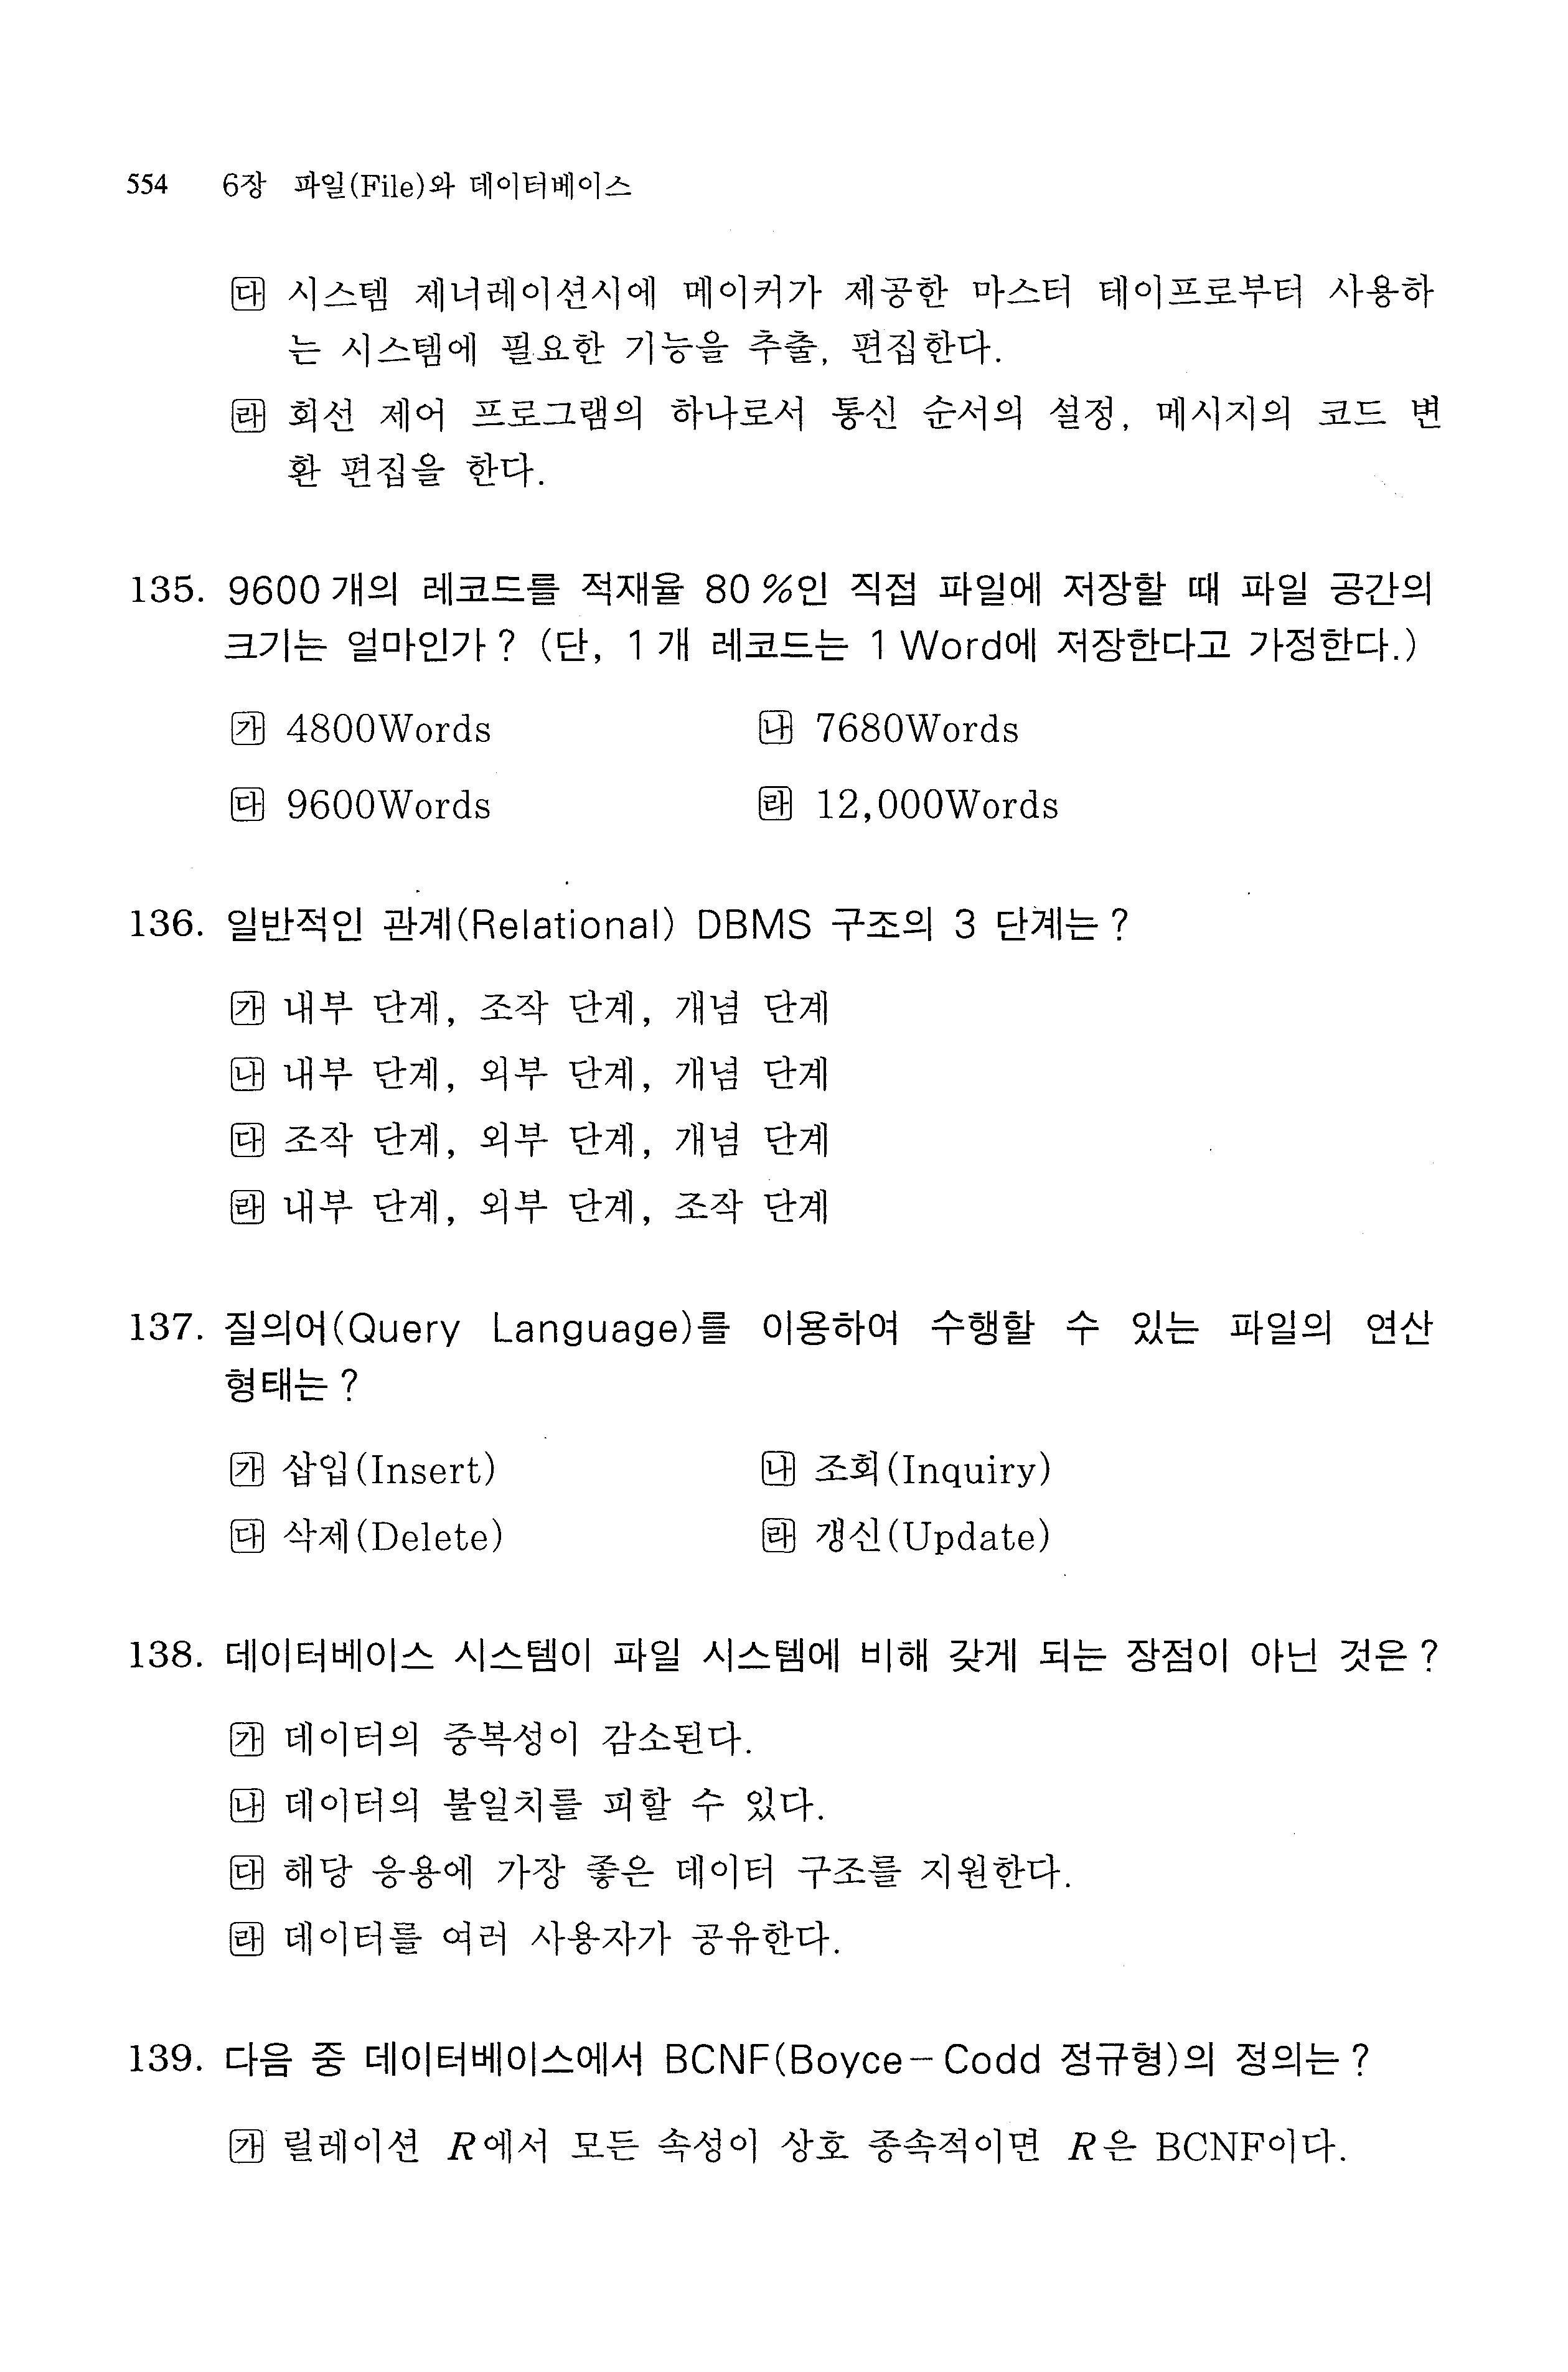 554 6장 파일(File)와 데이터베이스
다 시스템 제너레이션시에 메이커가 제공한 마스터 테이프로부터 사용하
는 시스템에 필요한 기능을 추출, 편집한다.
라 회선 제어 프로그램의 하나로서 통신 순서의 설정, 메시지의 코드 변
환 편집을 한다.
135. 9600개의 레코드를 적재율 80%인 직접 파일에 저장할 때 파일 공간의
크기는 얼마인가? (단, 1개 레코드는 1 Word에 저장한다고 가정한다.)
가 4800Words 나 7680Words
다 9600Words 라 12,000Words
136. 일반적인 관계(Relational) DBMS 구조의 3 단계는?
가 내부 단계, 조작 단계, 개념 단계
나 내부 단계, 외부 단계, 개념 단계
다 조작 단계, 외부 단계, 개념 단계
라 내부 단계, 외부 단계, 조작 단계
137. 질의어(Query Language)를 이용하여 수행할 수 있는 파일의 연산
형태는?
가 삽입(Insert) 나 조회(Inquiry)
다 삭제(Delete) 라 갱신(Update)
138. 데이터베이스 시스템이 파일 시스템에 비해 갖게 되는 장점이 아닌 것은?
가 데이터의 중복성이 감소된다.
나 데이터의 불일치를 피할 수 있다.
다 해당 응용에 가장 좋은 데이터 구조를 지원한다.
라 데이터를 여러 사용자가 공유한다.
139. 다음 중 데이터베이스에서 BCNF(Boyce-Codd 정규형)의 정의는?
가 릴레이션 R에서 모든 속성이 상호 종속적이면 R은 BCNF이다.